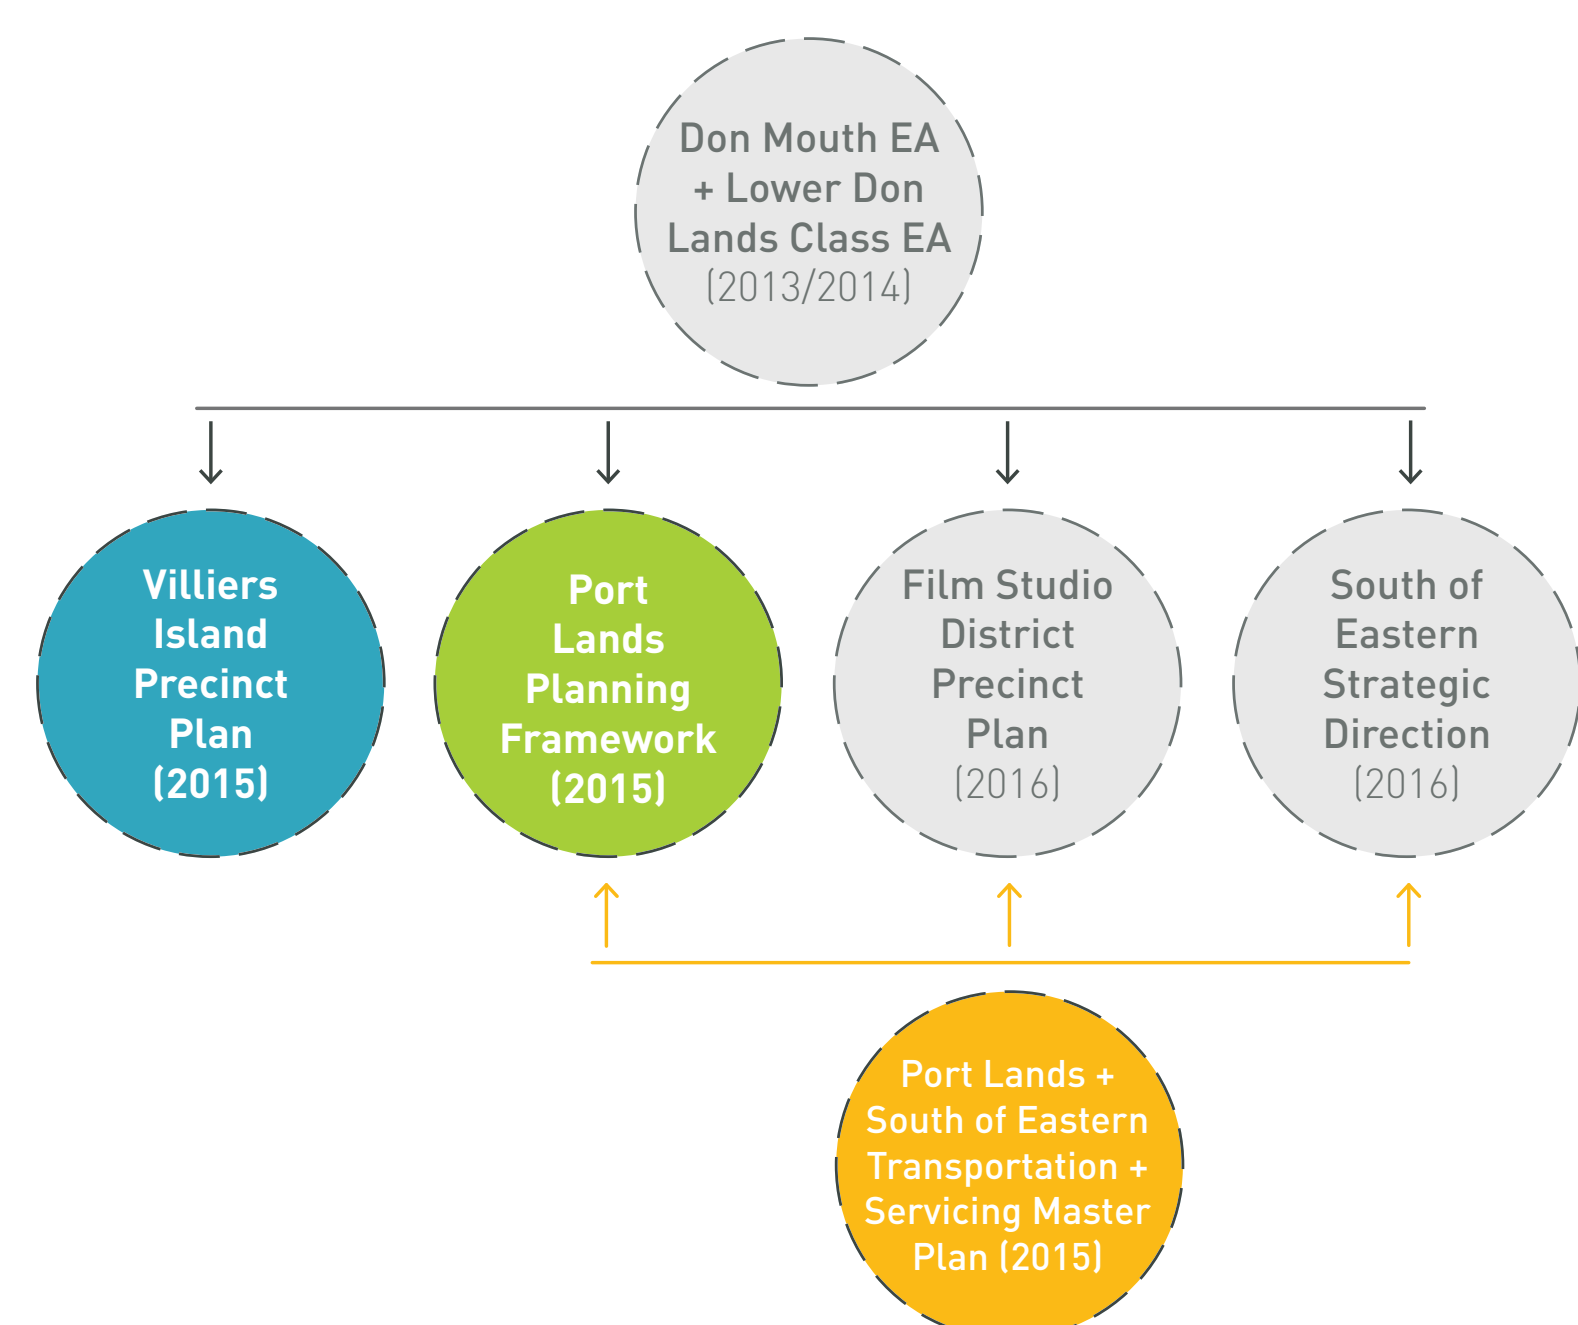 Don Mouth EA
+ Lower Don
Lands Class EA
(2013/2014)
Villiers
Island
Precinct
Plan
(2015)
Port
Lands
Planning
Framework
(2015)
Film Studio
District
Precinct
Plan
(2016)
South of
Eastern
Strategic
Direction
(2016)
Port Lands +
South of Eastern
Transportation +
Servicing Master
Plan (2015)